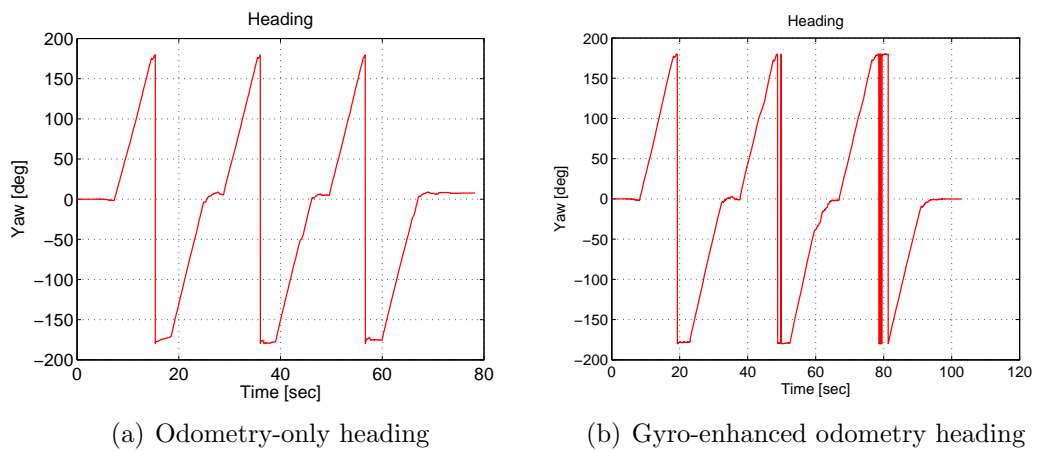 Heading
200
150
100
50
0
−50
−100
−150
−200
0 20 40 60 80
Yaw [deg]
Time [sec]
(a) Odometry-only heading
Heading
200
150
100
50
0
−50
−100
−150
−200
0 20 40 60 80 100 120
Yaw [deg]
Time [sec]
(b) Gyro-enhanced odometry heading